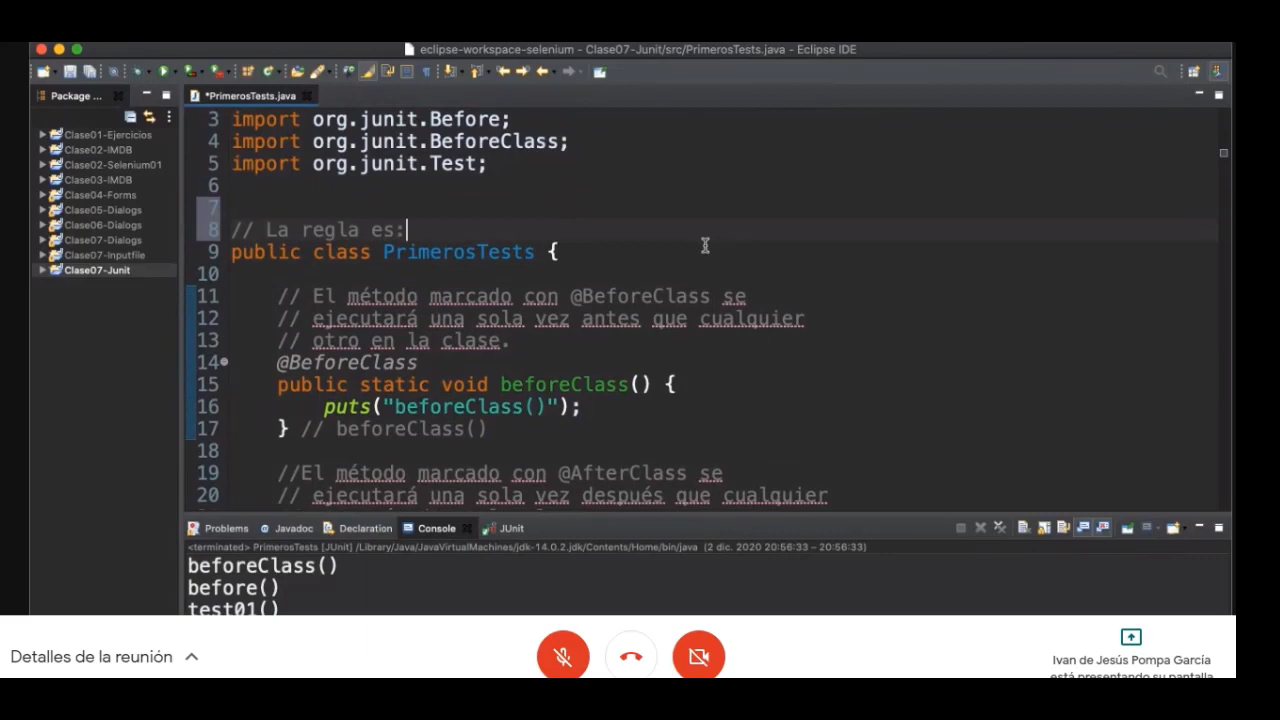 eclipse-workspace-selenium - Clase07-Junit/src/PrimerosTests.java - Eclipse IDE
Package ...
*PrimerosTests.java
Clase01-Ejercicios
Clase02-IMDB
Clase02-Selenium01
Clase03-IMDB
Clase04-Forms
Clase05-Dialogs
Clase06-Dialogs
Clase07-Dialogs
Clase07-Inputfile
Clase07-Junit
3 import org.junit.Before;
4 import org.junit.BeforeClass;
5 import org.junit.Test;
6
7
8 // La regla es:
9 public class PrimerosTests {
10
11 // El método marcado con @BeforeClass se
12 // ejecutará una sola vez antes que cualquier
13 // otro en la clase.
14 @BeforeClass
15 public static void beforeClass() {
16 puts("beforeClass()");
17 } // beforeClass()
18
19 //El método marcado con @AfterClass se
20 // ejecutará una sola vez después que cualquier
Problems @ Javadoc Declaration Console JUnit
<terminated> PrimerosTests [JUnit] /Library/Java/JavaVirtualMachines/jdk-14.0.2.jdk/Contents/Home/bin/java (2 dic. 2020 20:56:33 – 20:56:33)
beforeClass()
before()
test01()
Detalles de la reunión
Ivan de Jesús Pompa García
está presentando su pantalla